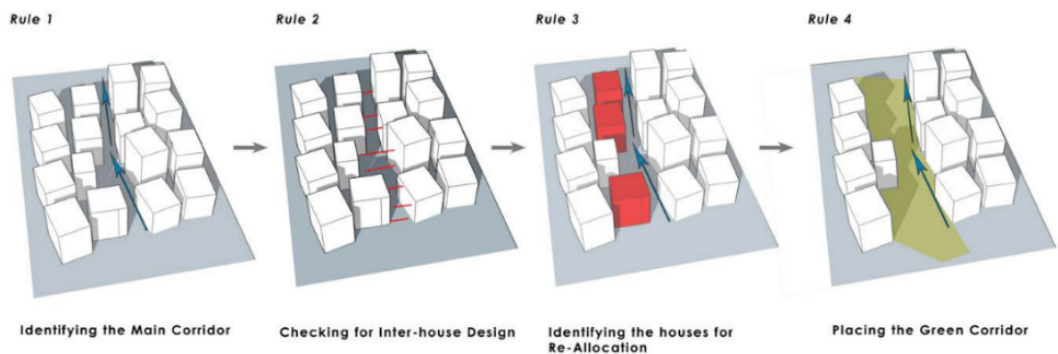 Rule 1
Rule 2
Rule 3
Rule 4
Identifying the Main Corridor
Checking for Inter-house Design
Identifying the houses for
Re-Allocation
Placing the Green Corridor